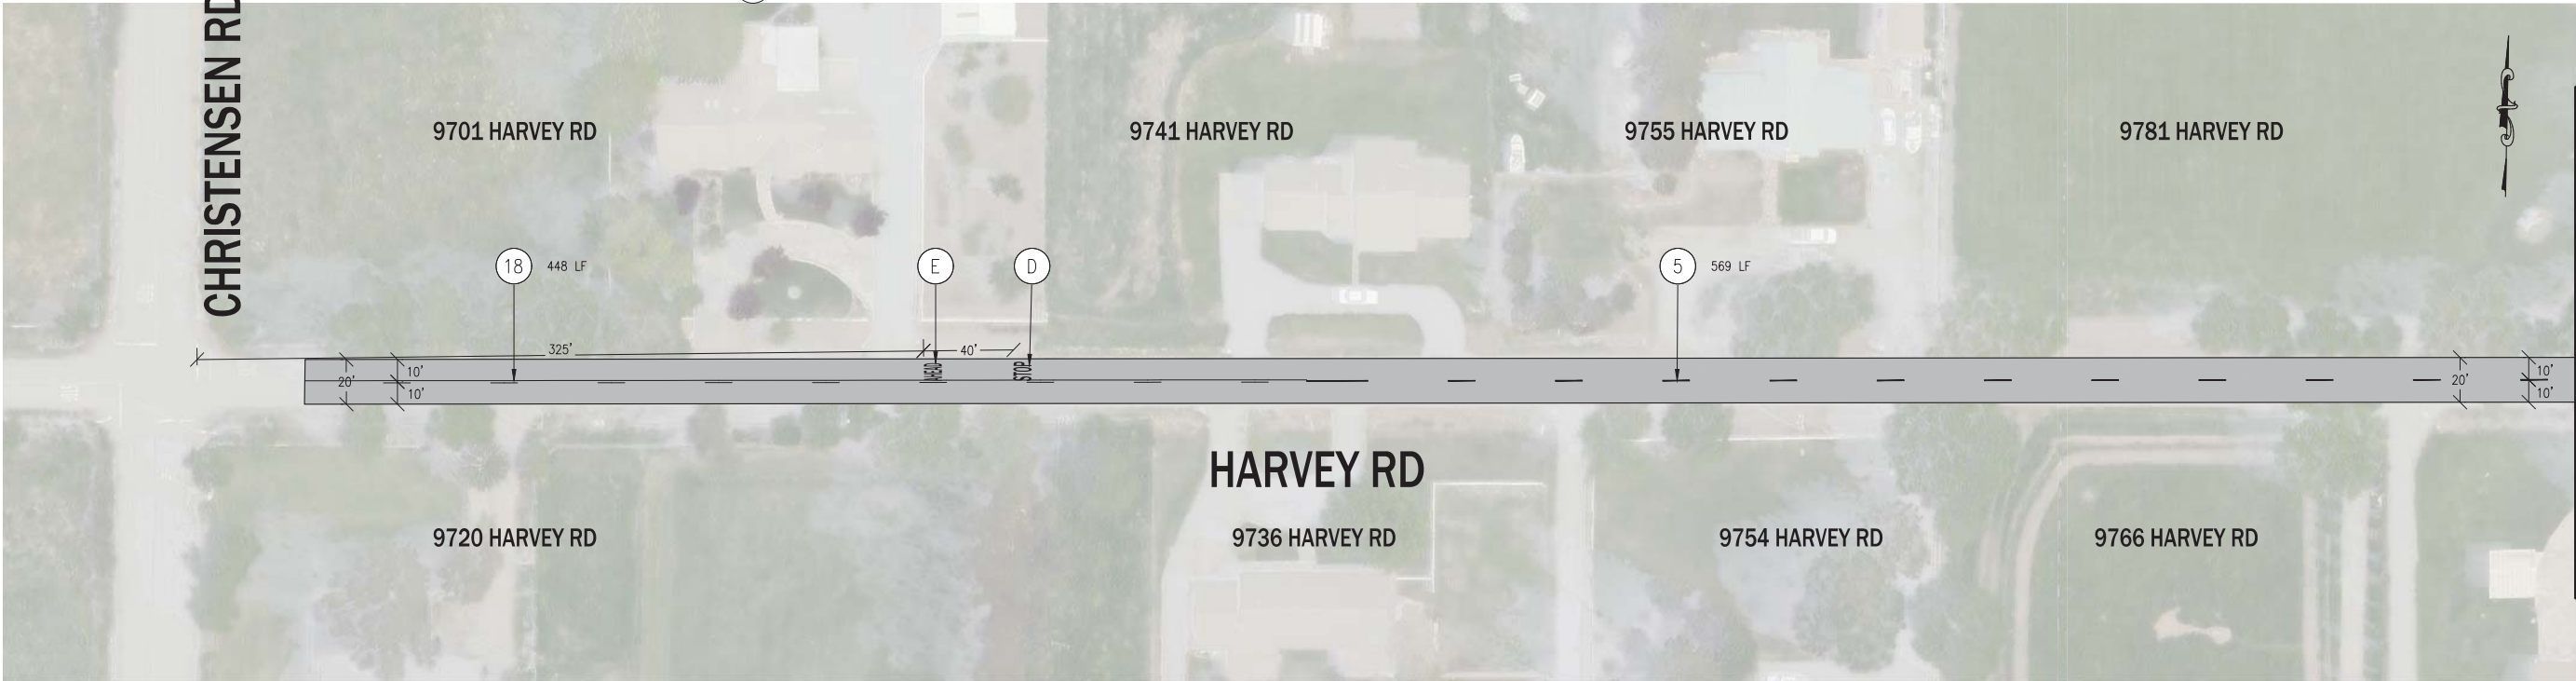 CHRISTENSEN RD
9701 HARVEY RD
9741 HARVEY RD
9755 HARVEY RD
9781 HARVEY RD
18
448 LF
E
D
5
569 LF
325'
40'
20'
10'
10'
AHEAD
STOP
20'
10'
10'
HARVEY RD
9720 HARVEY RD
9736 HARVEY RD
9754 HARVEY RD
9766 HARVEY RD